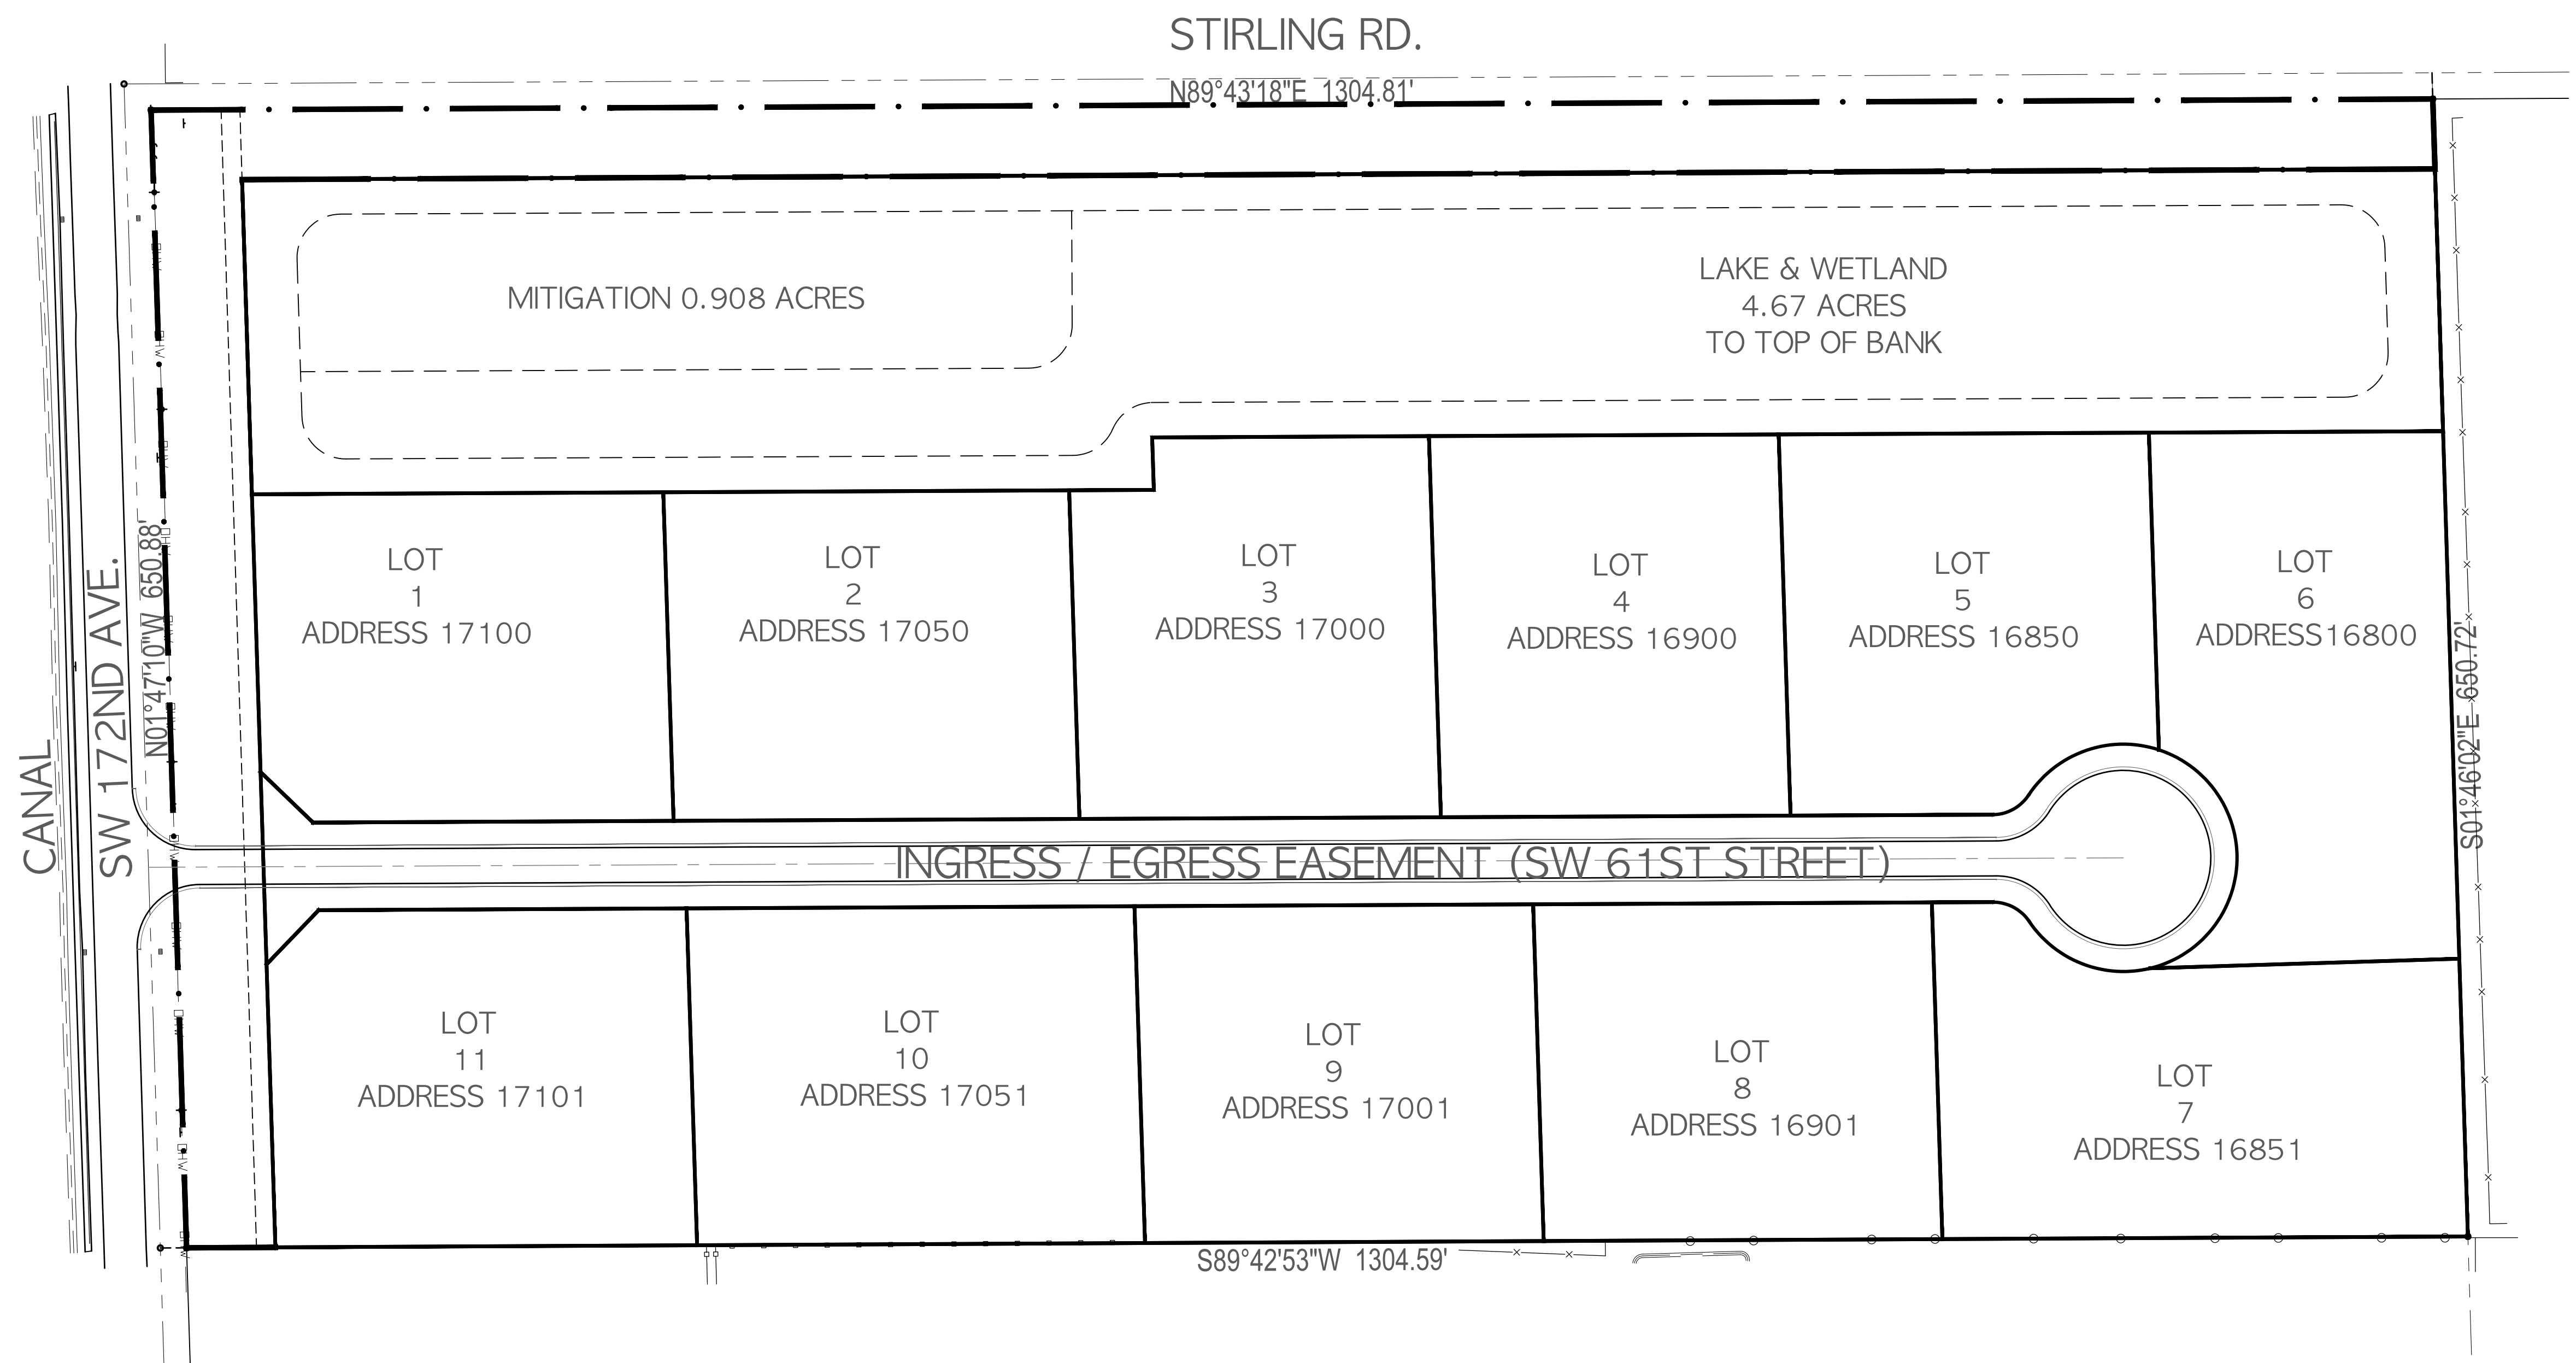 STIRLING RD.
N89°43'18"E 1304.81'
MITIGATION 0.908 ACRES
LAKE & WETLAND
4.67 ACRES
TO TOP OF BANK
CANAL
SW 172ND AVE.
N01°47'10"W 650.88'
LOT
1
ADDRESS 17100
LOT
2
ADDRESS 17050
LOT
3
ADDRESS 17000
LOT
4
ADDRESS 16900
LOT
5
ADDRESS 16850
LOT
6
ADDRESS16800
S01°46'02"E 650.72'
INGRESS / EGRESS EASEMENT (SW 61ST STREET)
LOT
11
ADDRESS 17101
LOT
10
ADDRESS 17051
LOT
9
ADDRESS 17001
LOT
8
ADDRESS 16901
LOT
7
ADDRESS 16851
S89°42'53"W 1304.59'